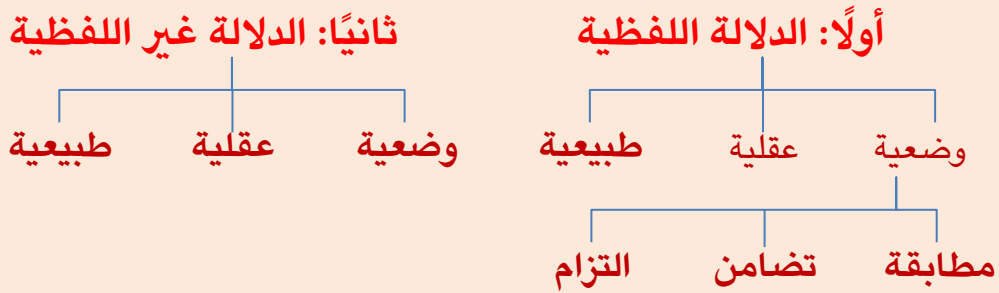 أولًا: الدلالة اللفظية
ثانيًا: الدلالة غير اللفظية
وضعية عقلية طبيعية
وضعية عقلية طبيعية
مطابقة تضامن التزام